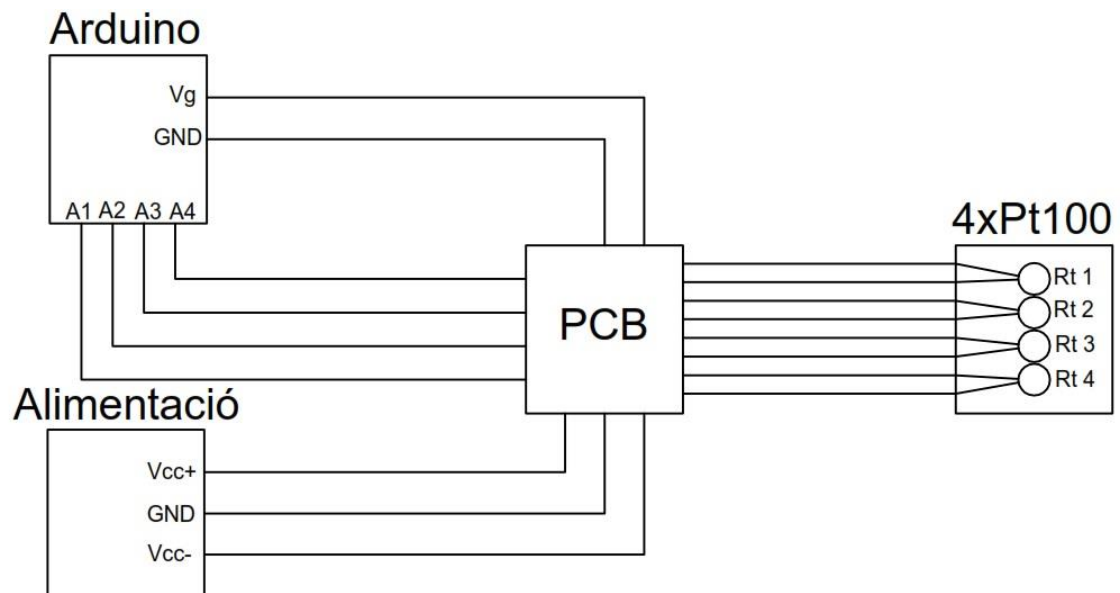 Arduino
Vg
GND
A1 A2 A3 A4
4xPt100
Rt 1
Rt 2
Rt 3
Rt 4
PCB
Alimentació
Vcc+
GND
Vcc-